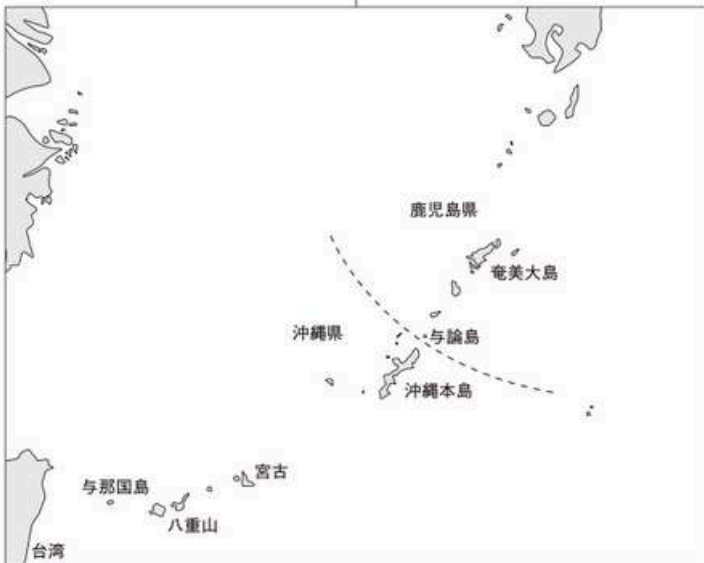 鹿児島県
奄美大島
沖縄県
与論島
沖縄本島
宮古
与那国島
八重山
台湾